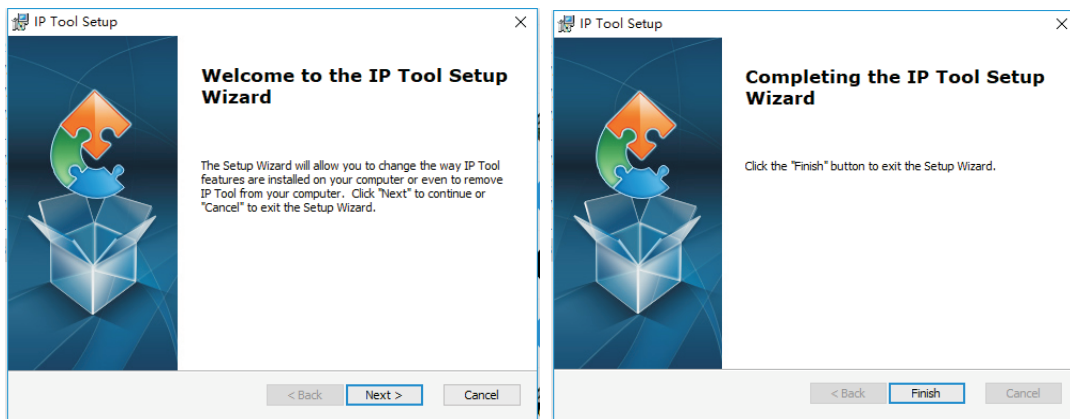 IP Tool Setup
Welcome to the IP Tool Setup
Wizard
The Setup Wizard will allow you to change the way IP Tool
features are installed on your computer or even to remove
IP Tool from your computer.  Click "Next" to continue or
"Cancel" to exit the Setup Wizard.
< Back
Next >
Cancel
IP Tool Setup
Completing the IP Tool Setup
Wizard
Click the "Finish" button to exit the Setup Wizard.
< Back
Finish
Cancel